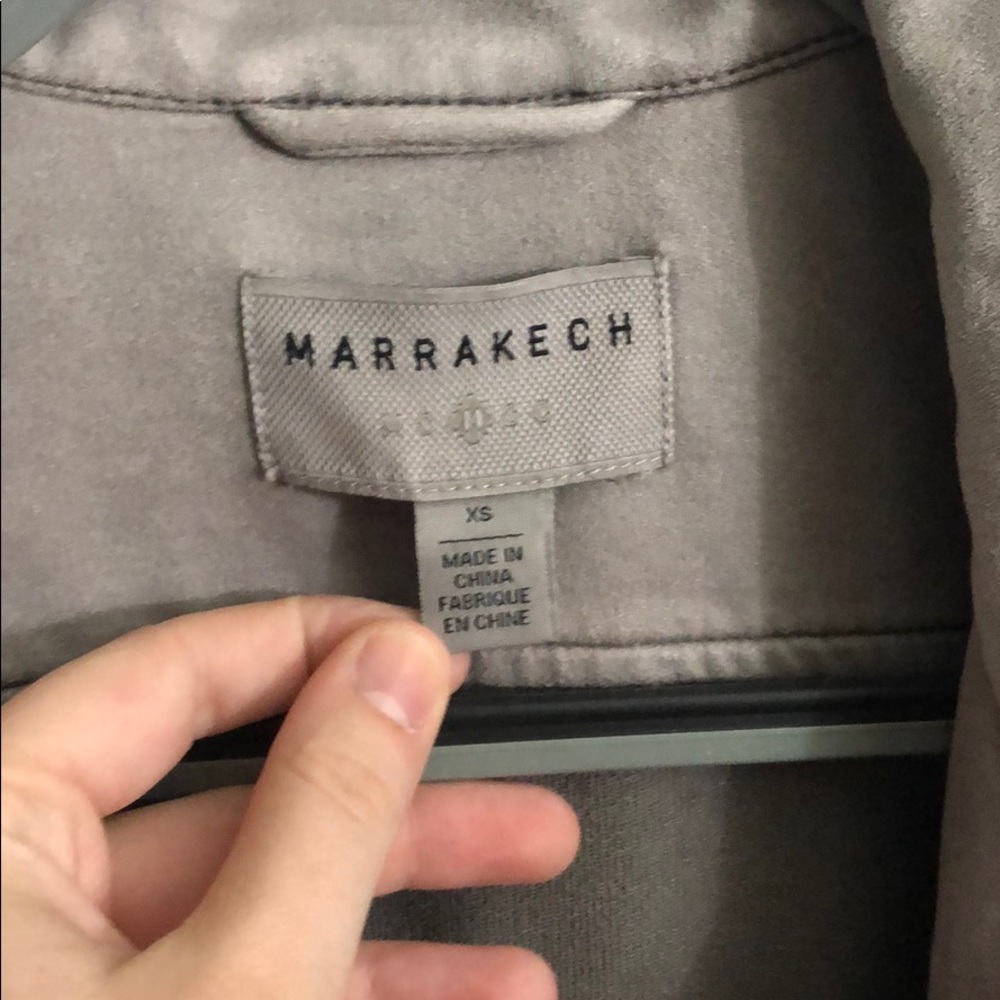 MARRAKECH
XS
MADE IN
CHINA
FABRIQUE
EN CHINE